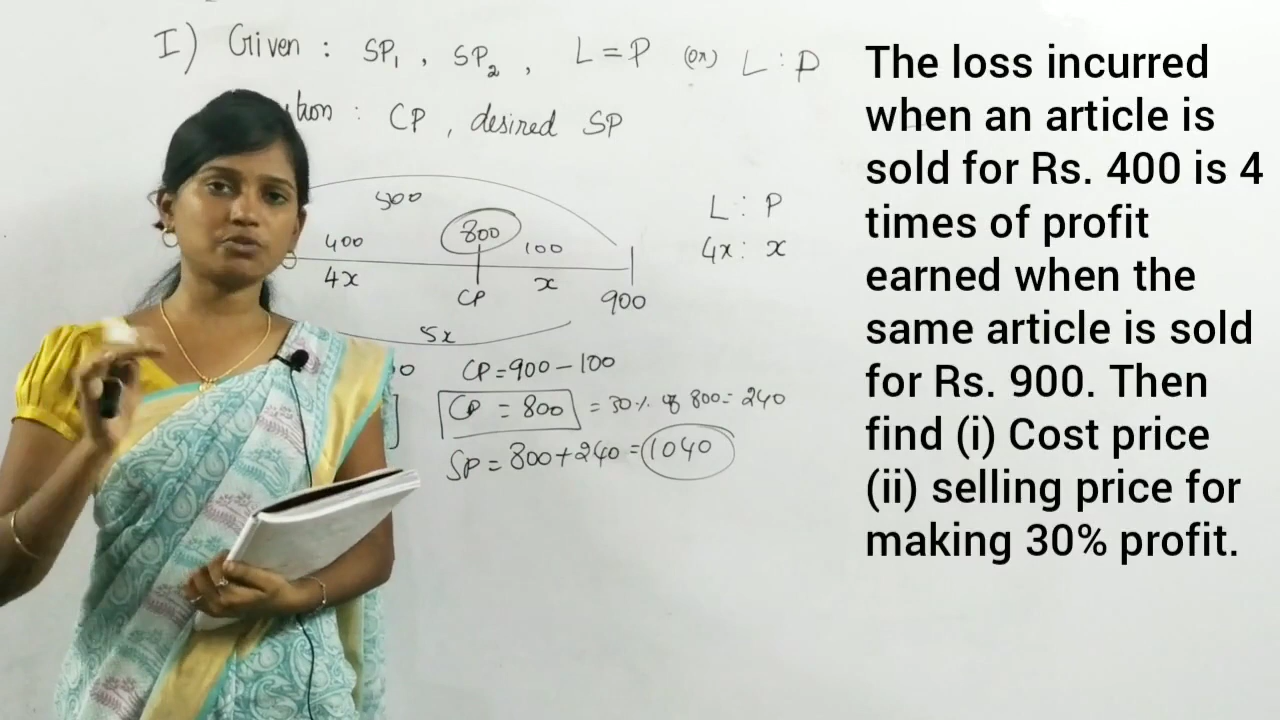 I) Given : SP1 , SP2 , L = P (or) L : P
tion : CP , desired SP
500
400 800 100
4x CP x 900
5x
L : P
4x : x
0 CP = 900 - 100
CP = 800 = 30% of 800 = 240
SP = 800 + 240 = 1040
The loss incurred
when an article is
sold for Rs. 400 is 4
times of profit
earned when the
same article is sold
for Rs. 900. Then
find (i) Cost price
(ii) selling price for
making 30% profit.